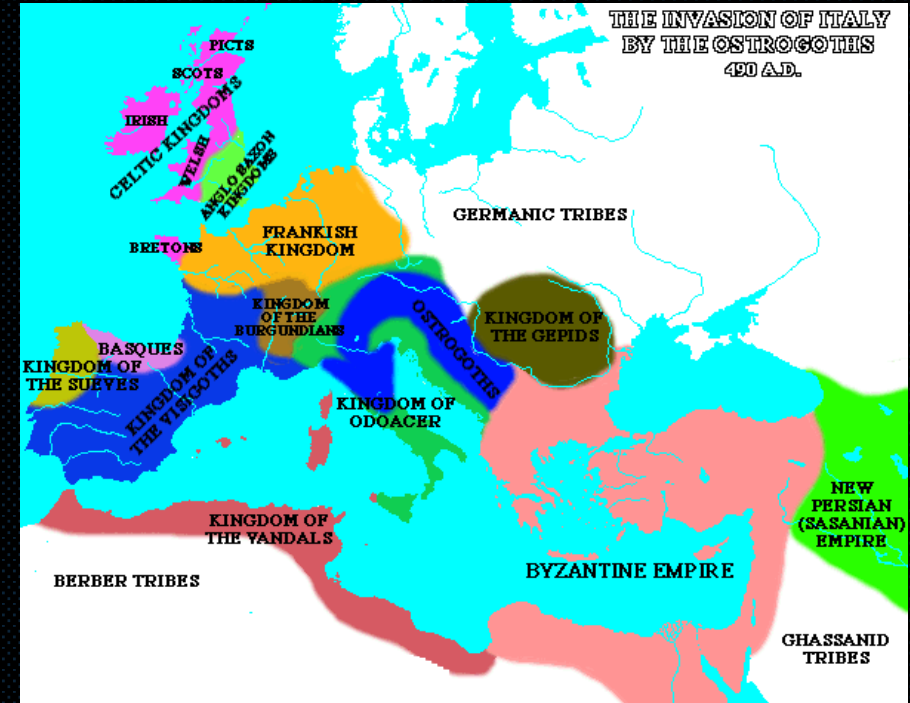 THE INVASION OF ITALY
BY THE OSTROGOTHS
490 A.D.
PICTS
SCOTS
IRISH
CELTIC KINGDOMS
WELSH
ANGLO SAXON
KINGDOMS
BRETONS
FRANKISH
KINGDOM
GERMANIC TRIBES
KINGDOM
OF THE
BURGUNDIANS
OSTROGOTHS
KINGDOM OF
THE GEPIDS
BASQUES
KINGDOM OF
THE SUEVES
KINGDOM OF
THE VISIGOTHS
KINGDOM OF
ODOACER
KINGDOM OF
THE VANDALS
NEW
PERSIAN
(SASANIAN)
EMPIRE
BYZANTINE EMPIRE
BERBER TRIBES
GHASSANID
TRIBES